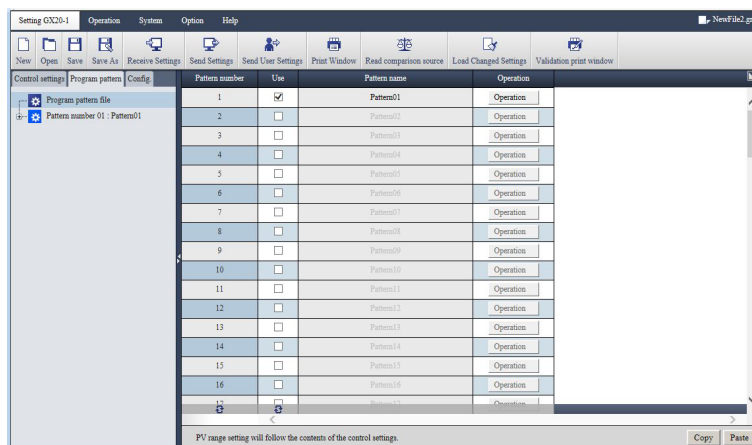 Setting GX20-1 Operation System Option Help NewFile2.g
New Open Save Save As Receive Settings Send Settings Send User Settings Print Window Read comparison source Load Changed Settings Validation print window
Control settings Program pattern Config.
Program pattern file
Pattern number 01 : Pattern01
Pattern number Use Pattern name Operation
1 Pattern01 Operation
2 Pattern02 Operation
3 Pattern03 Operation
4 Pattern04 Operation
5 Pattern05 Operation
6 Pattern06 Operation
7 Pattern07 Operation
8 Pattern08 Operation
9 Pattern09 Operation
10 Pattern10 Operation
11 Pattern11 Operation
12 Pattern12 Operation
13 Pattern13 Operation
14 Pattern14 Operation
15 Pattern15 Operation
16 Pattern16 Operation
PV range setting will follow the contents of the control settings. Copy Paste